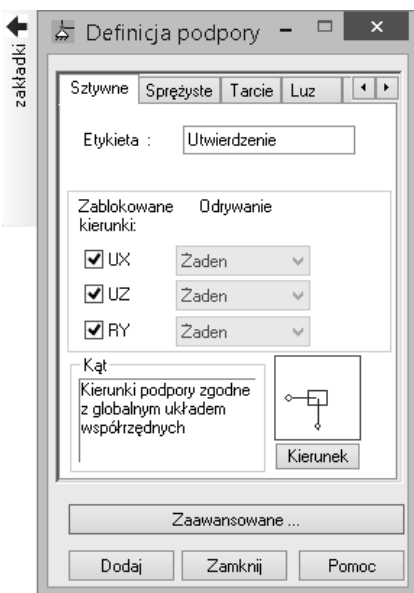 zakładki
Definicja podpory
Sztywne Sprężyste Tarcie Luz
Etykieta : Utwierdzenie
Zablokowane Odrywanie
kierunki:
UX Żaden
UZ Żaden
RY Żaden
Kąt
Kierunki podpory zgodne
z globalnym układem
współrzędnych
Kierunek
Zaawansowane ...
Dodaj Zamknij Pomoc